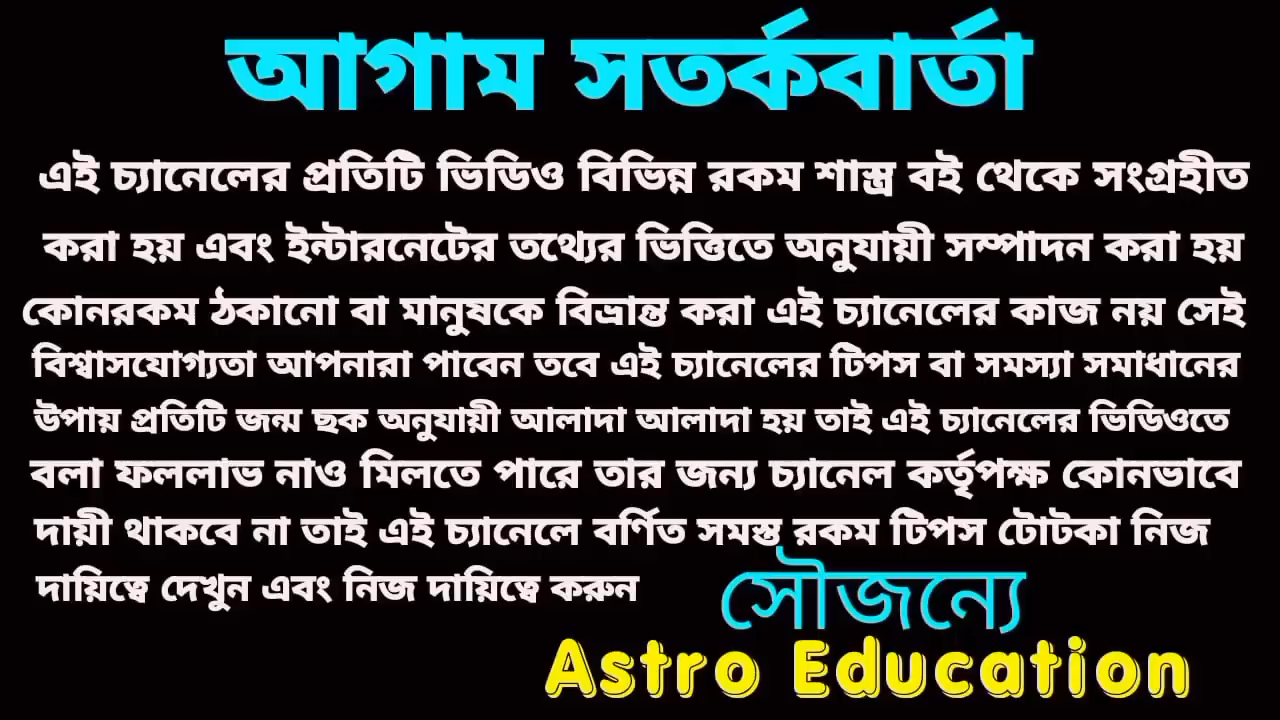 আগাম সতর্কবার্তা
এই চ্যানেলের প্রতিটি ভিডিও বিভিন্ন রকম শাস্ত্র বই থেকে সংগ্রহীত
করা হয় এবং ইন্টারনেটের তথ্যের ভিত্তিতে অনুযায়ী সম্পাদন করা হয়
কোনরকম ঠকানো বা মানুষকে বিভ্রান্ত করা এই চ্যানেলের কাজ নয় সেই
বিশ্বাসযোগ্যতা আপনারা পাবেন তবে এই চ্যানেলের টিপস বা সমস্যা সমাধানের
উপায় প্রতিটি জন্ম ছক অনুযায়ী আলাদা আলাদা হয় তাই এই চ্যানেলের ভিডিওতে
বলা ফললাভ নাও মিলতে পারে তার জন্য চ্যানেল কর্তৃপক্ষ কোনভাবে
দায়ী থাকবে না তাই এই চ্যানেলে বর্ণিত সমস্ত রকম টিপস টোটকা নিজ
দায়িত্বে দেখুন এবং নিজ দায়িত্বে করুন
সৌজন্যে
Astro Education